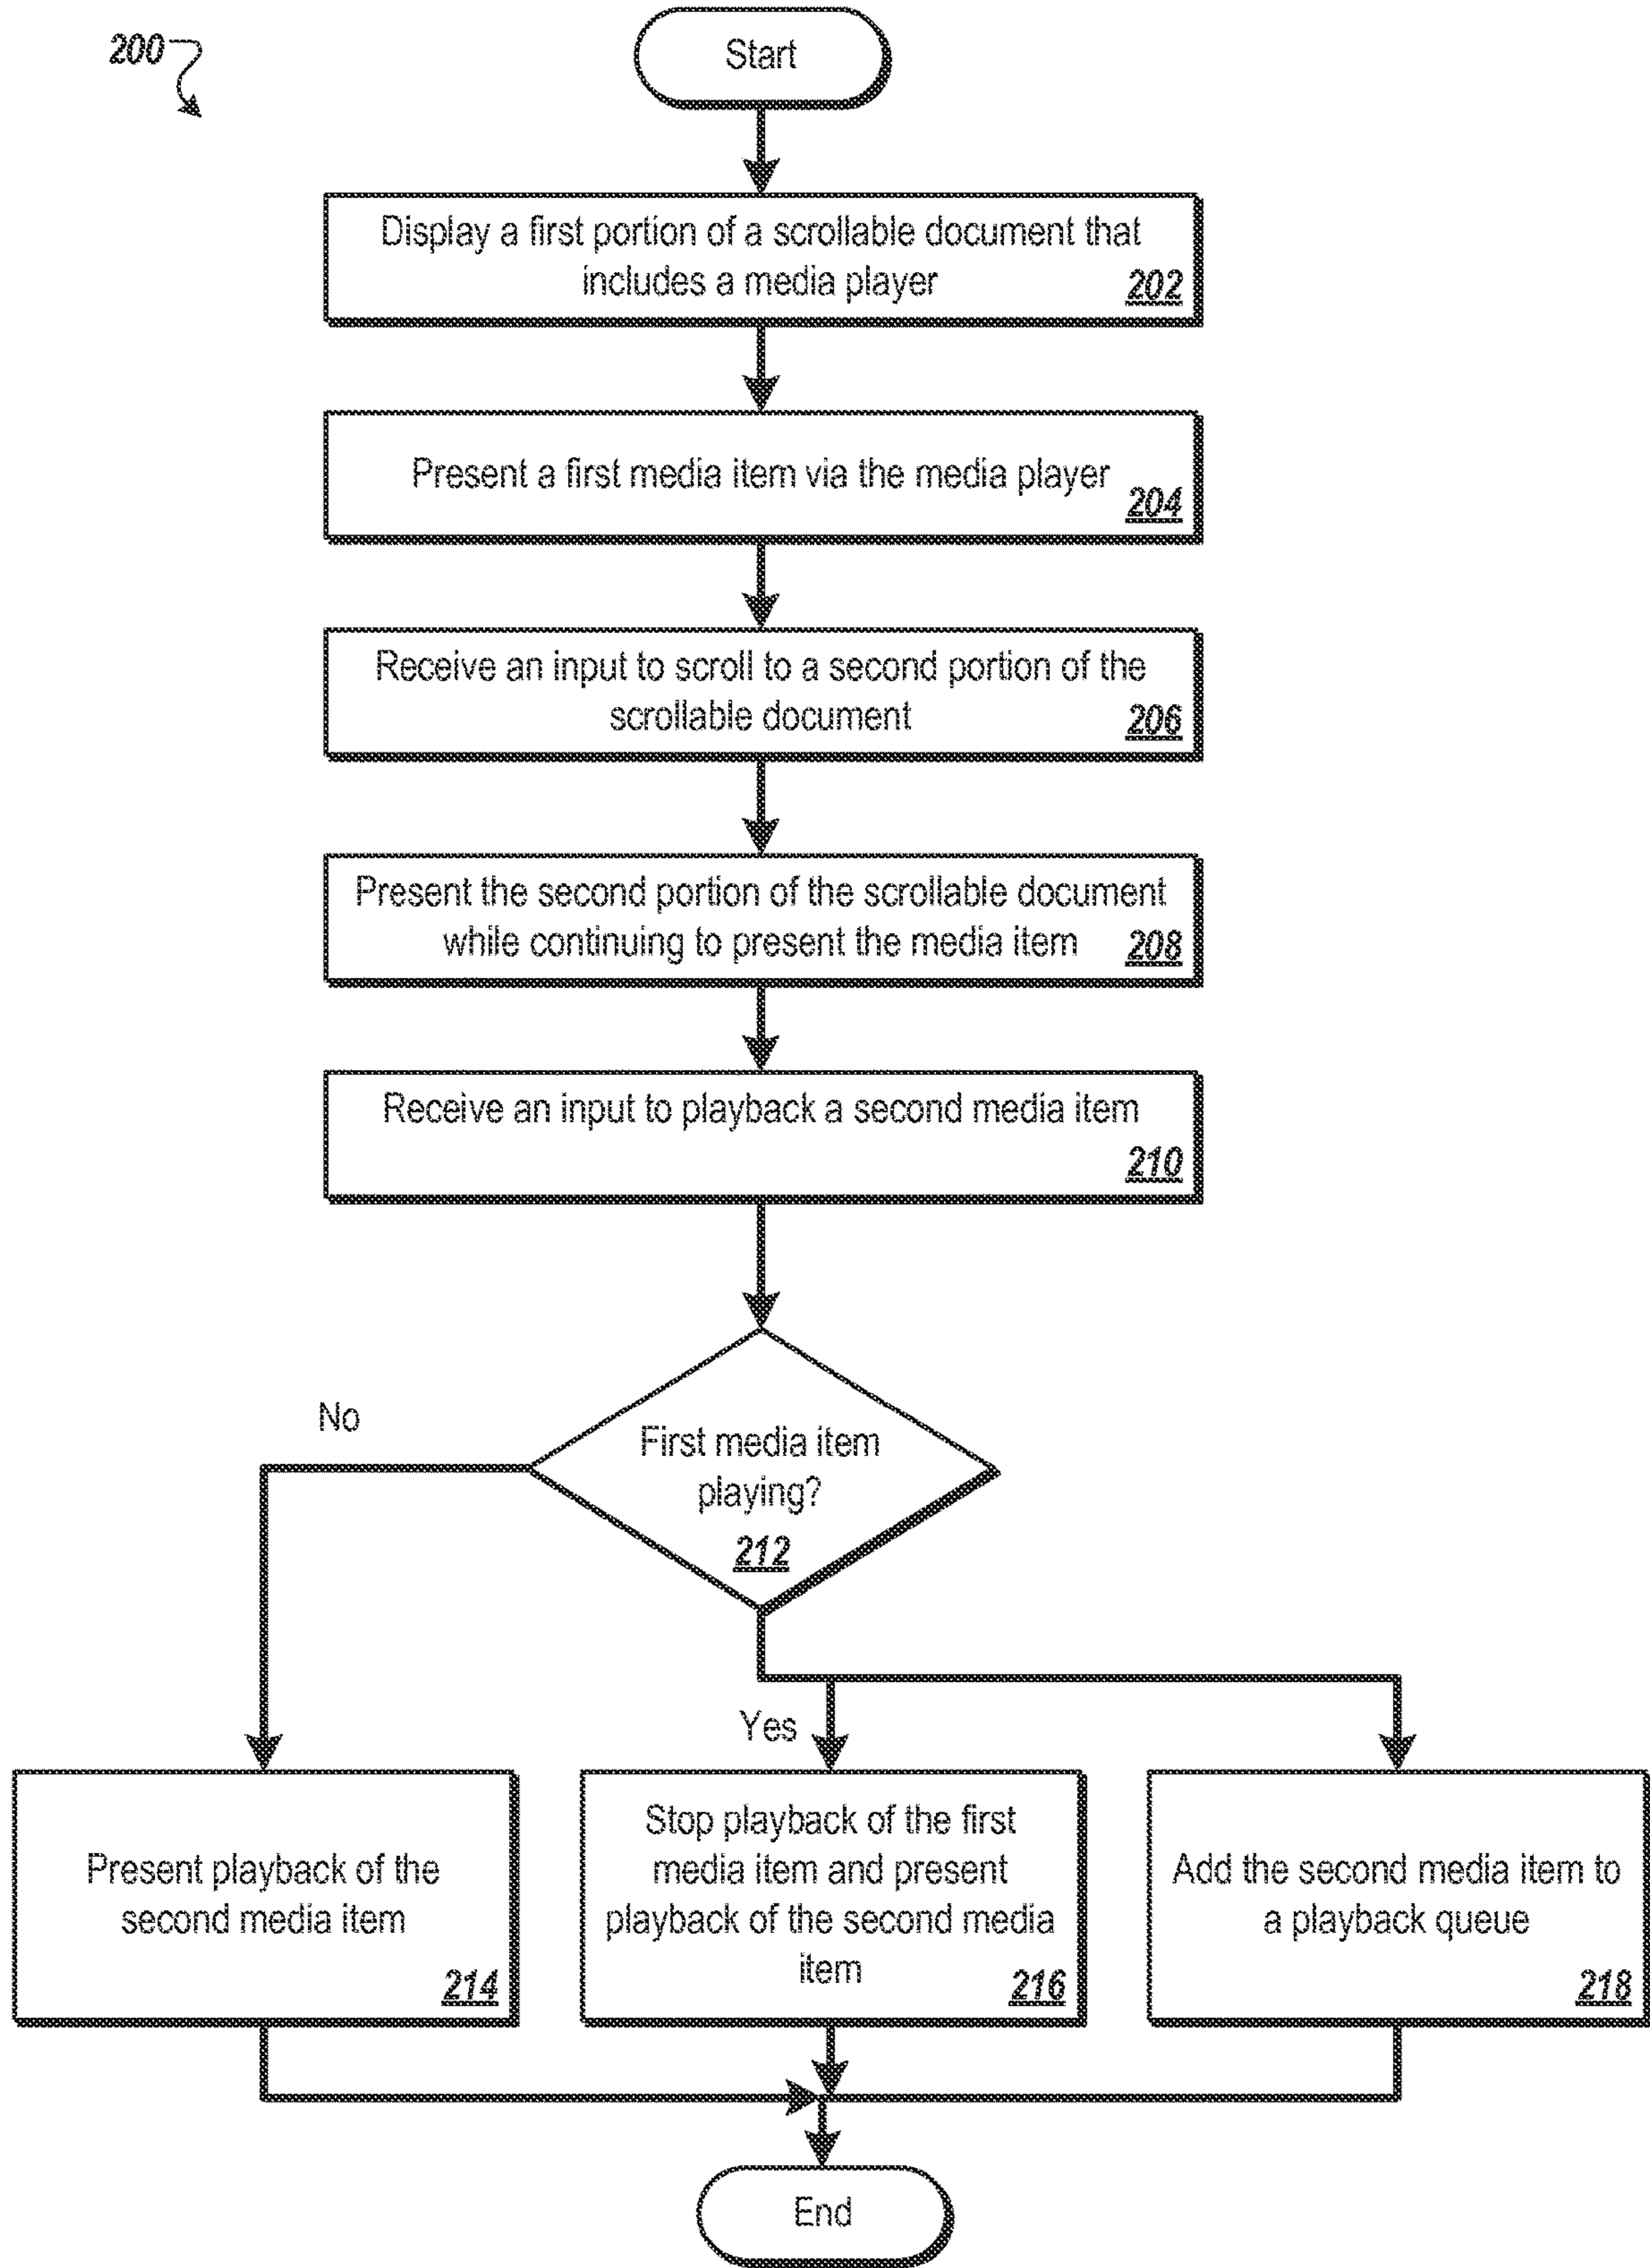 200
Start
Display a first portion of a scrollable document that
includes a media player
202
Present a first media item via the media player
204
Receive an input to scroll to a second portion of the
scrollable document
206
Present the second portion of the scrollable document
while continuing to present the media item
208
Receive an input to playback a second media item
210
No
First media item
playing?
212
Yes
Present playback of the
second media item
214
Stop playback of the first
media item and present
playback of the second media
item
216
Add the second media item to
a playback queue
218
End